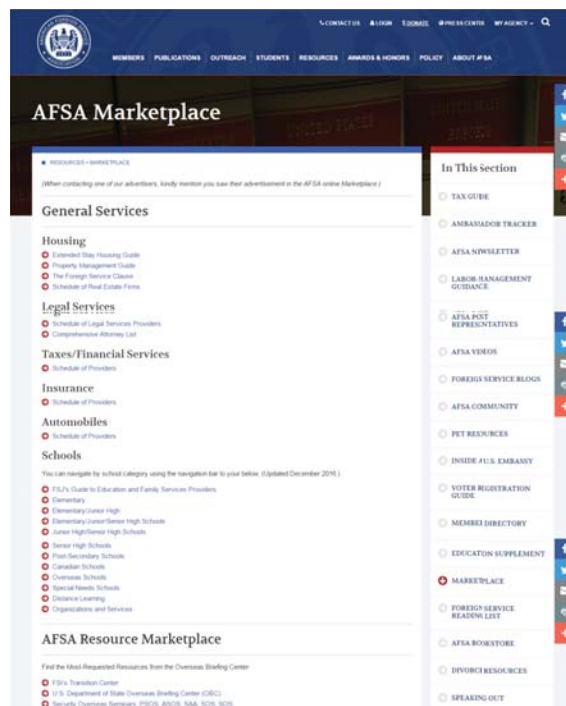 CONTACT US LOGIN DONATE PRESS CENTER MY AGENCY
MEMBERS PUBLICATIONS OUTREACH STUDENTS RESOURCES AWARDS & HONORS POLICY ABOUT AFSA
AFSA Marketplace
RESOURCES > MARKETPLACE
(When contacting one of our advertisers, kindly mention you saw their advertisement in the AFSA online Marketplace.)
General Services
Housing
Extended Stay Housing Guide
Property Management Guide
The Foreign Service Clause
Schedule of Real Estate Firms
Legal Services
Schedule of Legal Services Providers
Comprehensive Attorney List
Taxes/Financial Services
Schedule of Providers
Insurance
Schedule of Providers
Automobiles
Schedule of Providers
Schools
You can navigate by school category using the navigation bar to your below. (Updated December 2016.)
FSJ's Guide to Education and Family Services Providers
Elementary
Elementary/Junior High
Elementary/Junior/Senior High Schools
Junior High/Senior High Schools
Senior High Schools
Post-Secondary Schools
Canadian Schools
Overseas Schools
Special Needs Schools
Distance Learning
Organizations and Services
AFSA Resource Marketplace
Find the Most-Requested Resources from the Overseas Briefing Center
FSI's Transition Center
U.S. Department of State Overseas Briefing Center (OBC)
Security Overseas Seminars, PSOS, ASOS, SAA, SOS, SOS
In This Section
TAX GUIDE
AMBASSADOR TRACKER
AFSA NEWSLETTER
LABOR-MANAGEMENT
GUIDANCE
AFSA POST
REPRESENTATIVES
AFSA VIDEOS
FOREIGN SERVICE BLOGS
AFSA COMMUNITY
PET RESOURCES
INSIDE A U.S. EMBASSY
VOTER REGISTRATION
GUIDE
MEMBER DIRECTORY
EDUCATION SUPPLEMENT
MARKETPLACE
FOREIGN SERVICE
READING LIST
AFSA BOOKSTORE
DIVORCE RESOURCES
SPEAKING OUT